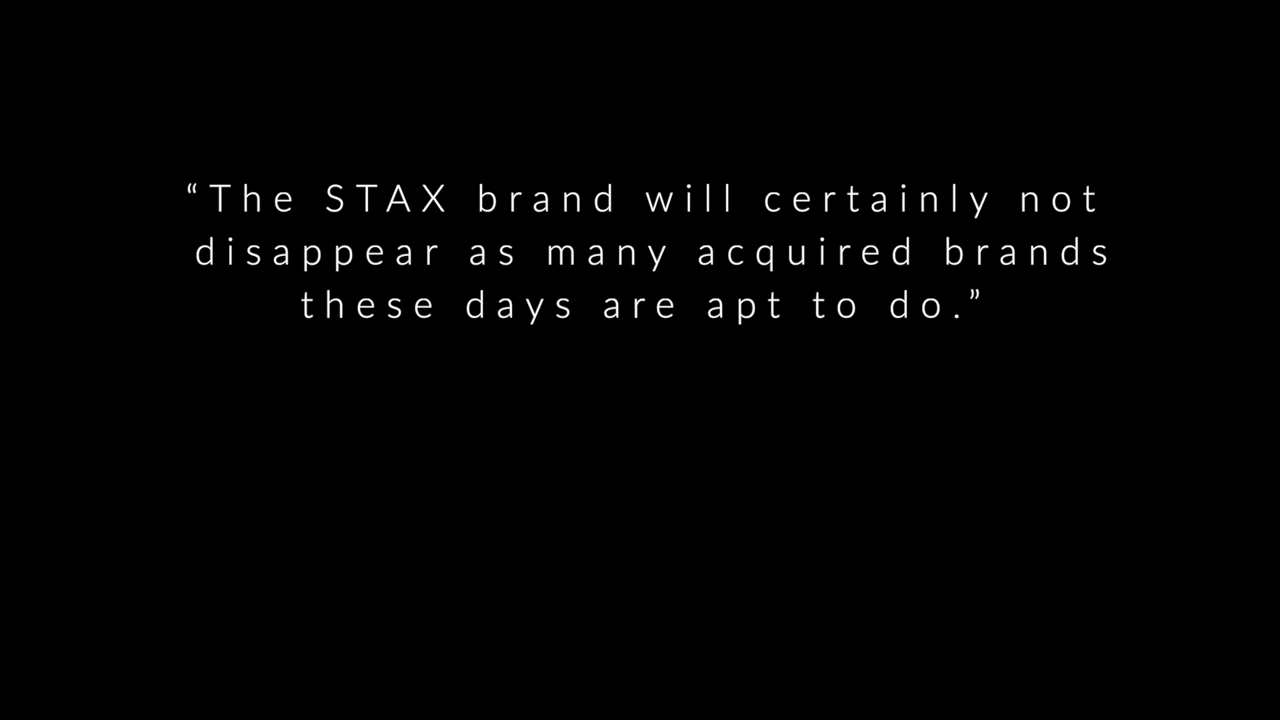 “The STAX brand will certainly not
disappear as many acquired brands
these days are apt to do.”